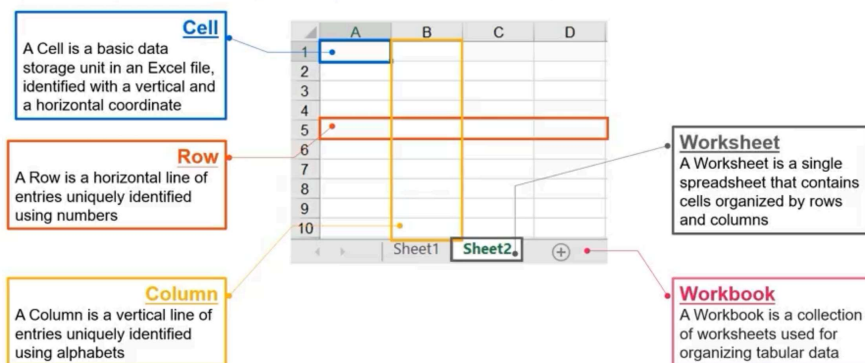 Cell
A Cell is a basic data
storage unit in an Excel file,
identified with a vertical and
a horizontal coordinate
Row
A Row is a horizontal line of
entries uniquely identified
using numbers
Column
A Column is a vertical line of
entries uniquely identified
using alphabets
A B C D
1
2
3
4
5
6
7
8
9
10
Sheet1 Sheet2
Worksheet
A Worksheet is a single
spreadsheet that contains
cells organized by rows
and columns
Workbook
A Workbook is a collection
of worksheets used for
organizing tabular data